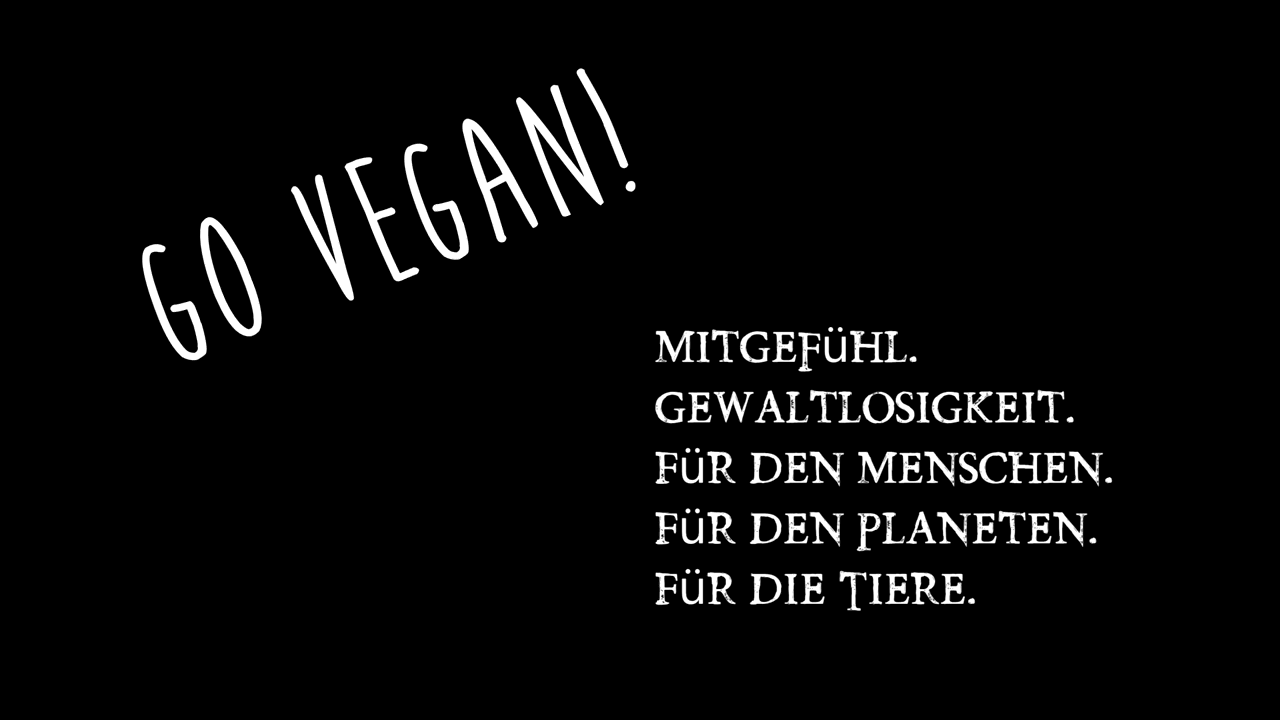 GO VEGAN!
MITGEFüHL.
GEWALTLOSIGKEIT.
FüR DEN MENSCHEN.
FüR DEN PLANETEN.
FüR DIE TIERE.